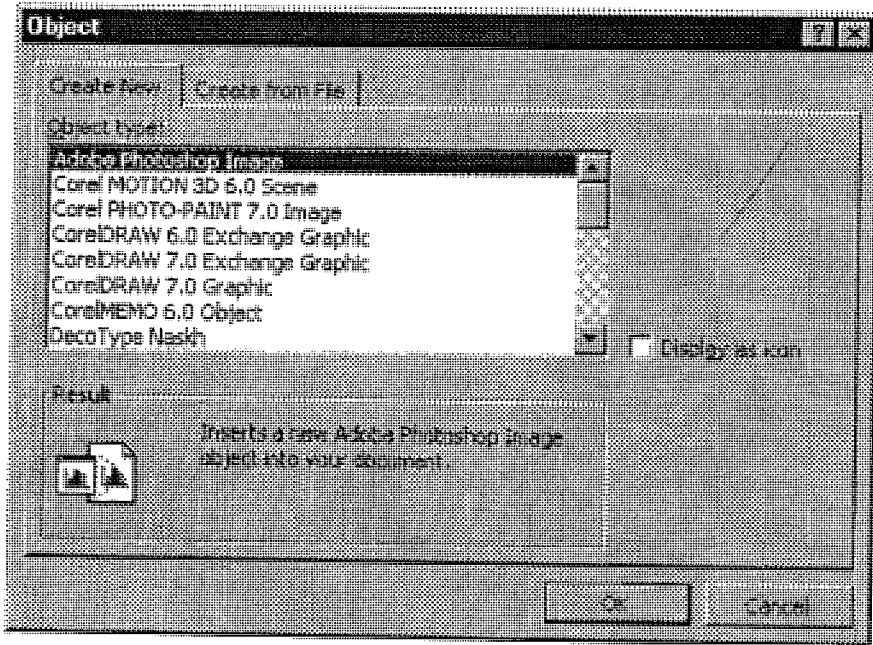 Object
Create New
Create from File
Object type:
Adobe Photoshop Image
Corel MOTION 3D 6.0 Scene
Corel PHOTO-PAINT 7.0 Image
CorelDRAW 6.0 Exchange Graphic
CorelDRAW 7.0 Exchange Graphic
CorelDRAW 7.0 Graphic
CorelMEMO 6.0 Object
DecoType Naskh
Display as icon
Result
Inserts a new Adobe Photoshop Image
object into your document.
OK
Cancel